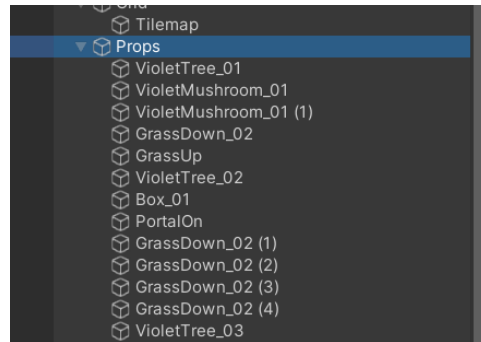 Grid
Tilemap
Props
VioletTree_01
VioletMushroom_01
VioletMushroom_01 (1)
GrassDown_02
GrassUp
VioletTree_02
Box_01
PortalOn
GrassDown_02 (1)
GrassDown_02 (2)
GrassDown_02 (3)
GrassDown_02 (4)
VioletTree_03